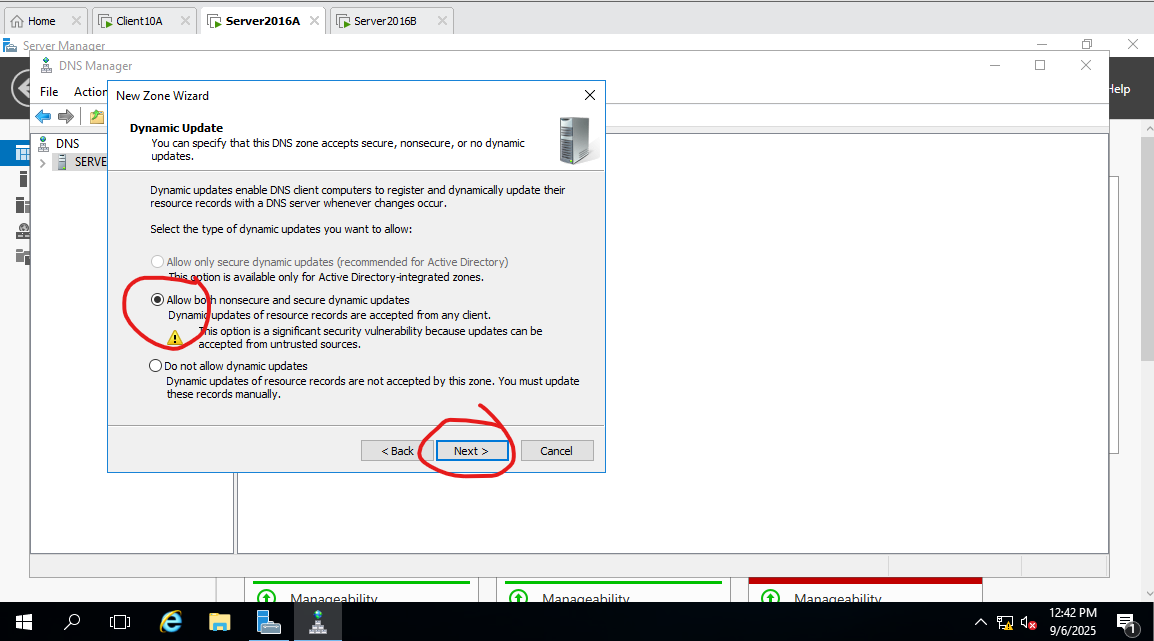 Home
Client10A
Server2016A
Server2016B
Server Manager
DNS Manager
File
Action
Help
New Zone Wizard
Dynamic Update
You can specify that this DNS zone accepts secure, nonsecure, or no dynamic
updates.
DNS
SERVE
Dynamic updates enable DNS client computers to register and dynamically update their
resource records with a DNS server whenever changes occur.
Select the type of dynamic updates you want to allow:
Allow only secure dynamic updates (recommended for Active Directory)
This option is available only for Active Directory-integrated zones.
Allow both nonsecure and secure dynamic updates
Dynamic updates of resource records are accepted from any client.
This option is a significant security vulnerability because updates can be
accepted from untrusted sources.
Do not allow dynamic updates
Dynamic updates of resource records are not accepted by this zone. You must update
these records manually.
< Back
Next >
Cancel
Manageability
Manageability
Manageability
12:42 PM
9/6/2025
1